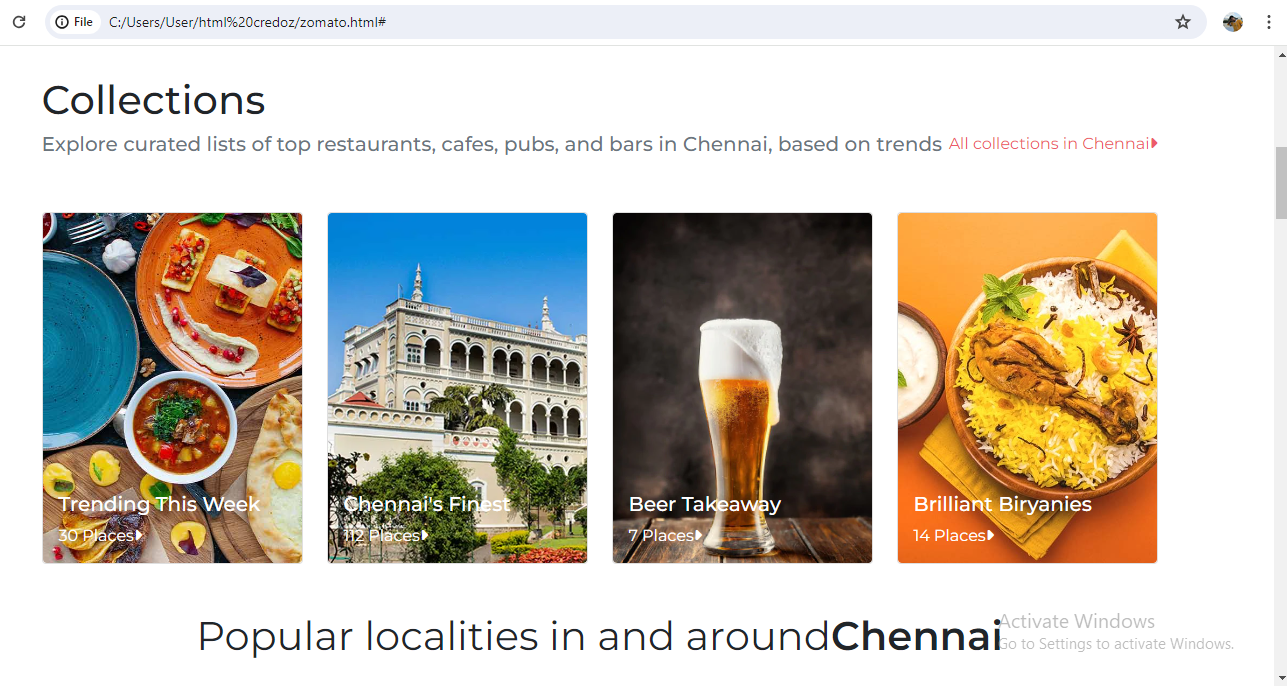 File C:/Users/User/html%20credoz/zomato.html#
Collections
Explore curated lists of top restaurants, cafes, pubs, and bars in Chennai, based on trends All collections in Chennai
Trending This Week
30 Places
Chennai's Finest
112 Places
Beer Takeaway
7 Places
Brilliant Biryanies
14 Places
Popular localities in and aroundChennai
Activate Windows
Go to Settings to activate Windows.